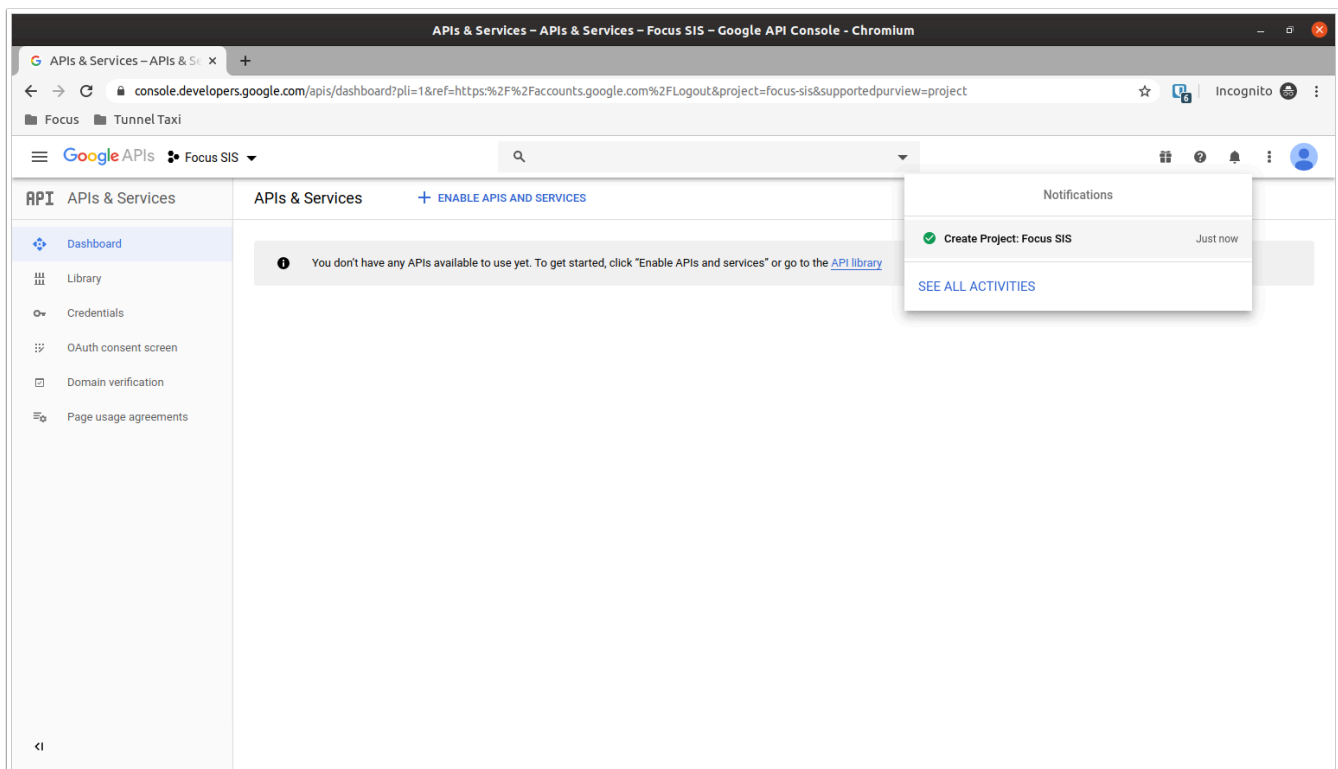 APIs & Services – APIs & Services – Focus SIS – Google API Console - Chromium
APIs & Services – APIs & Se
console.developers.google.com/apis/dashboard?pli=1&ref=https:%2F%2Faccounts.google.com%2FLogout&project=focus-sis&supportedpurview=project
6
Incognito
Focus
Tunnel Taxi
Google APIs
Focus SIS
API APIs & Services
APIs & Services
ENABLE APIS AND SERVICES
Notifications
Dashboard
Library
Credentials
OAuth consent screen
Domain verification
Page usage agreements
You don't have any APIs available to use yet. To get started, click "Enable APIs and services" or go to the API library
Create Project: Focus SIS
Just now
SEE ALL ACTIVITIES